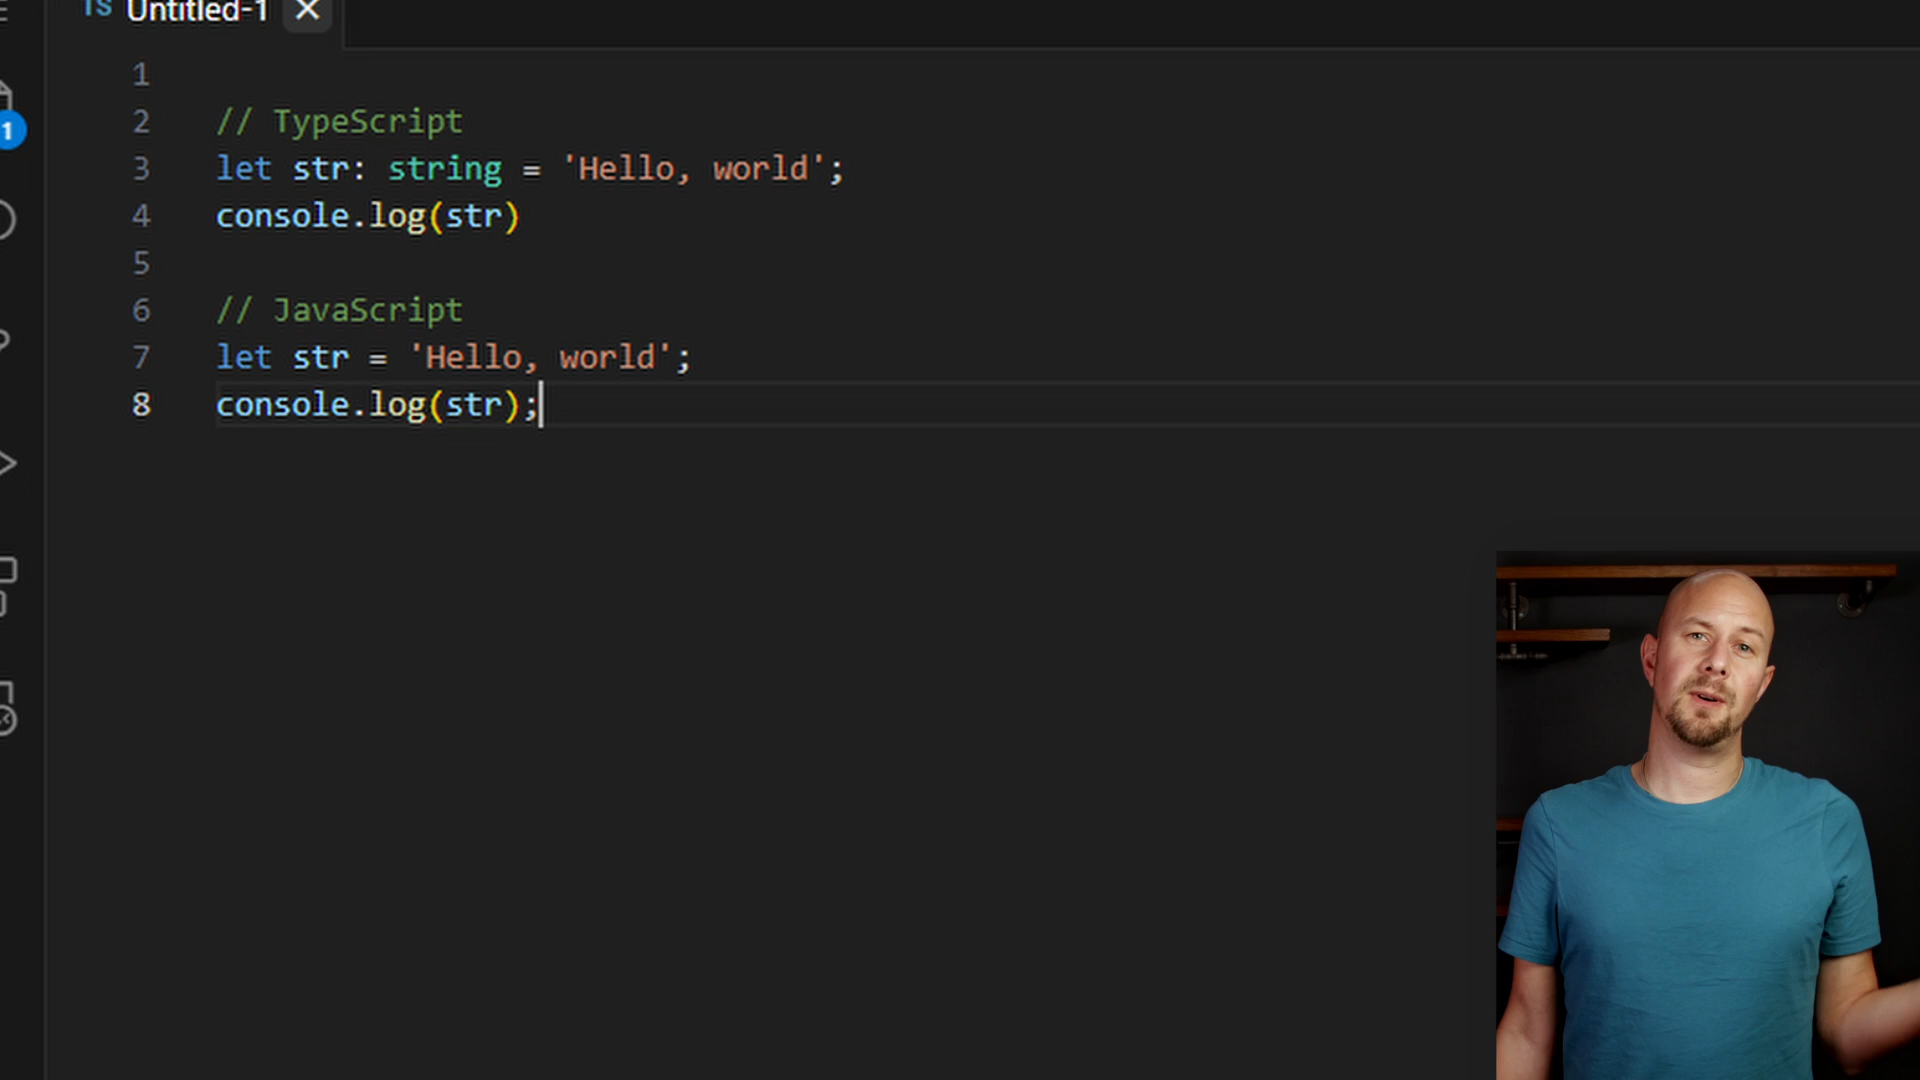 TS Untitled-1
1
1
2 // TypeScript
3 let str: string = 'Hello, world';
4 console.log(str)
5
6 // JavaScript
7 let str = 'Hello, world';
8 console.log(str);